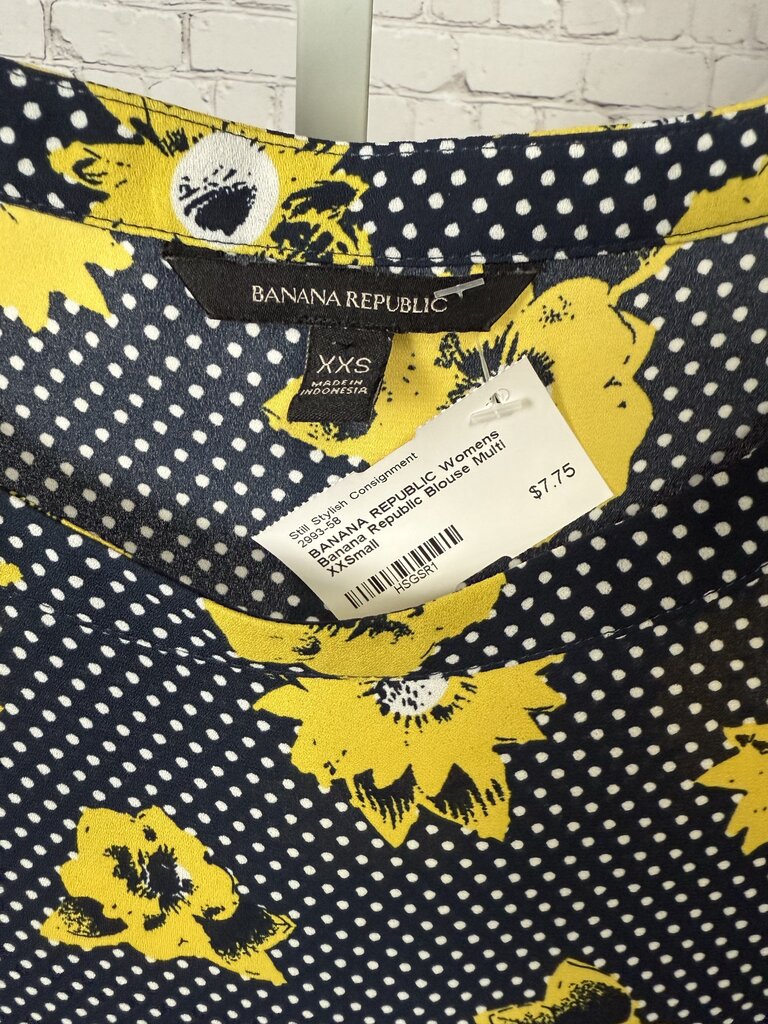 BANANA REPUBLIC
XXS
MADE IN
INDONESIA
Still Stylish Consignment
2993-58
BANANA REPUBLIC Womens
Banana Republic Blouse Multi
XXSmall
$7.75
HSGSR1